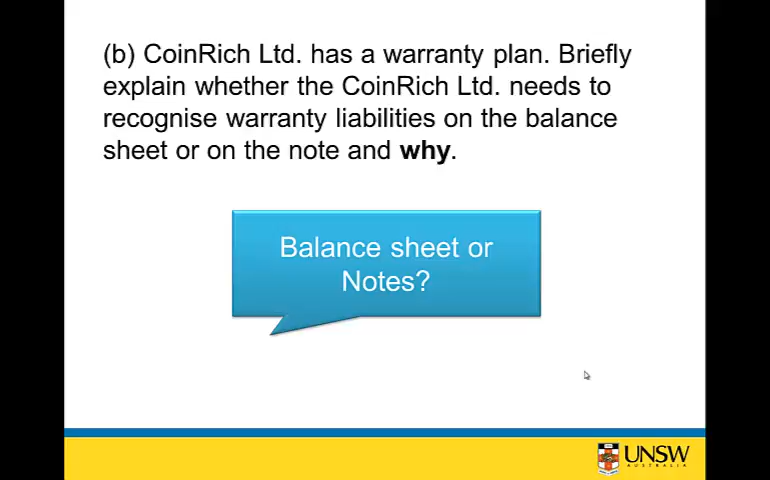 (b) CoinRich Ltd. has a warranty plan. Briefly
explain whether the CoinRich Ltd. needs to
recognise warranty liabilities on the balance
sheet or on the note and why.
Balance sheet or
Notes?
UNSW
AUSTRALIA